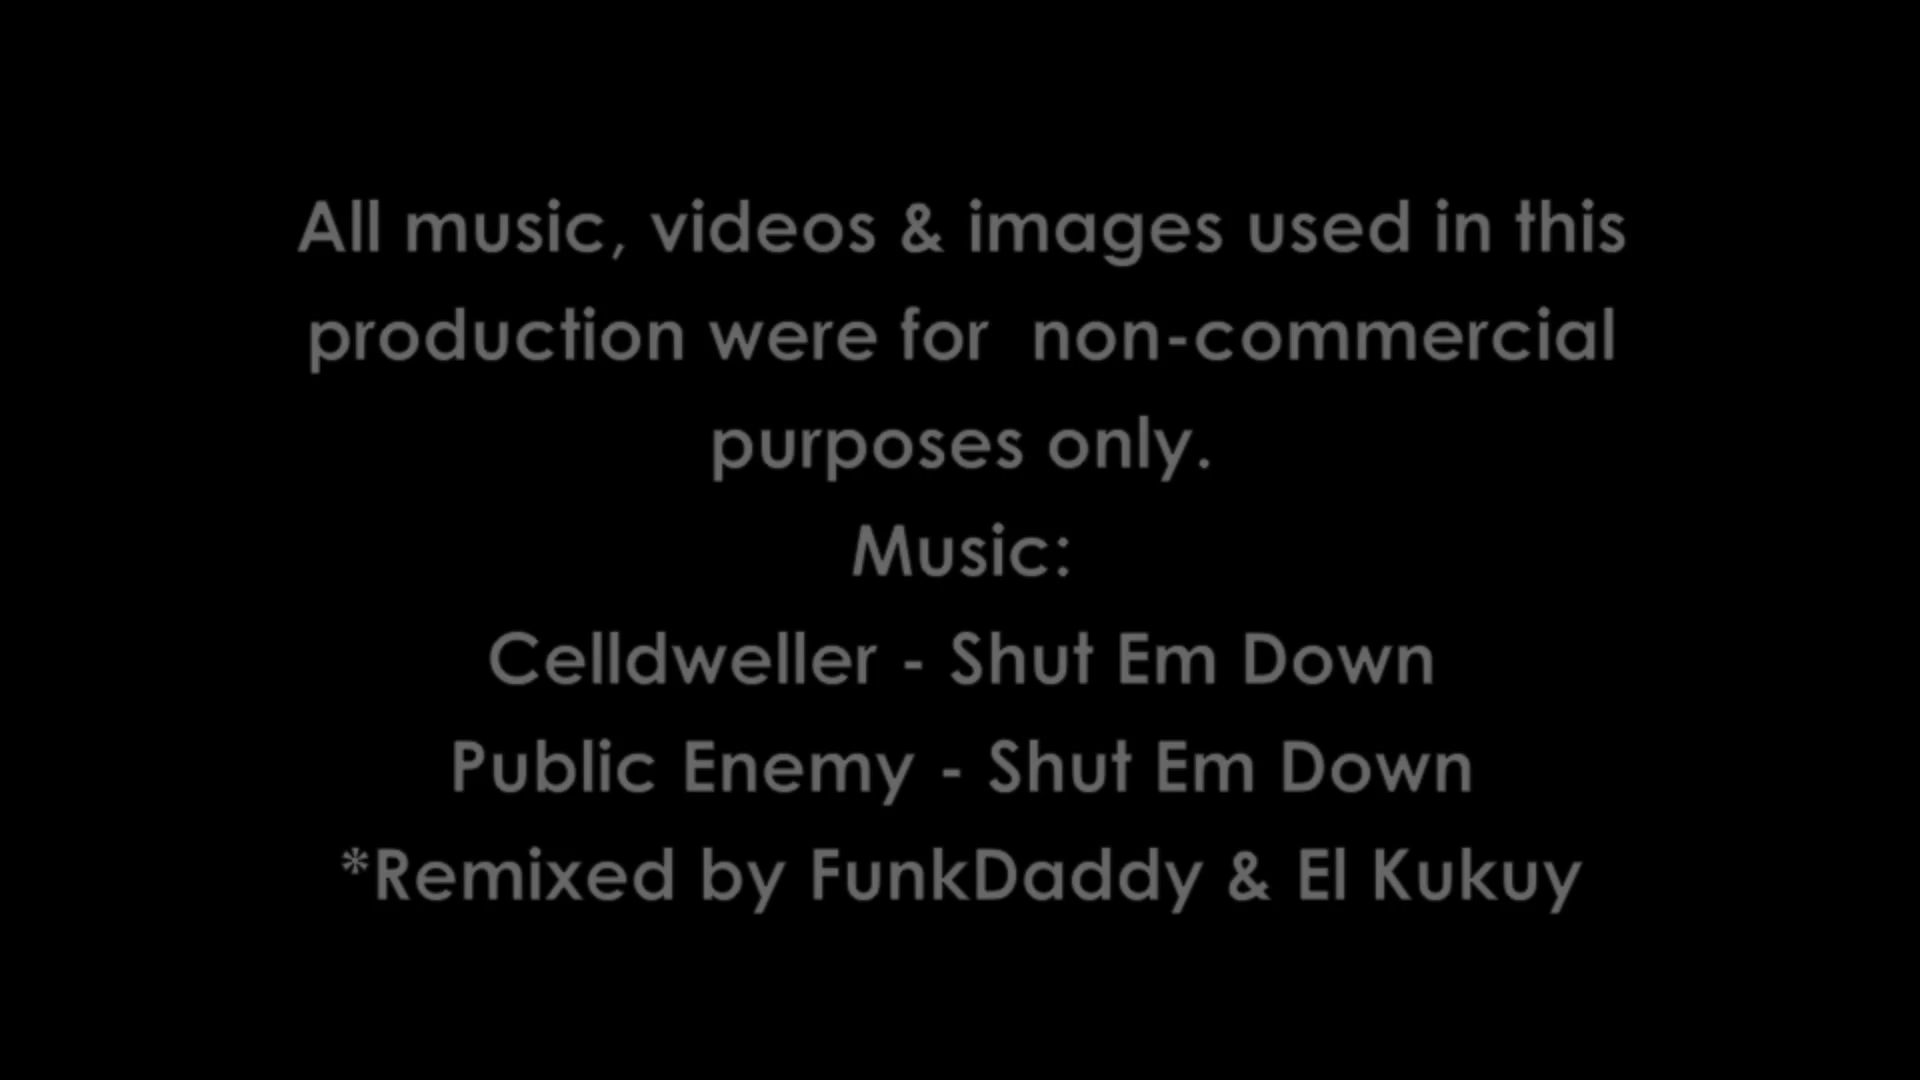 All music, videos & images used in this
production were for  non-commercial
purposes only.
Music:
Celldweller - Shut Em Down
Public Enemy - Shut Em Down
*Remixed by FunkDaddy & El Kukuy